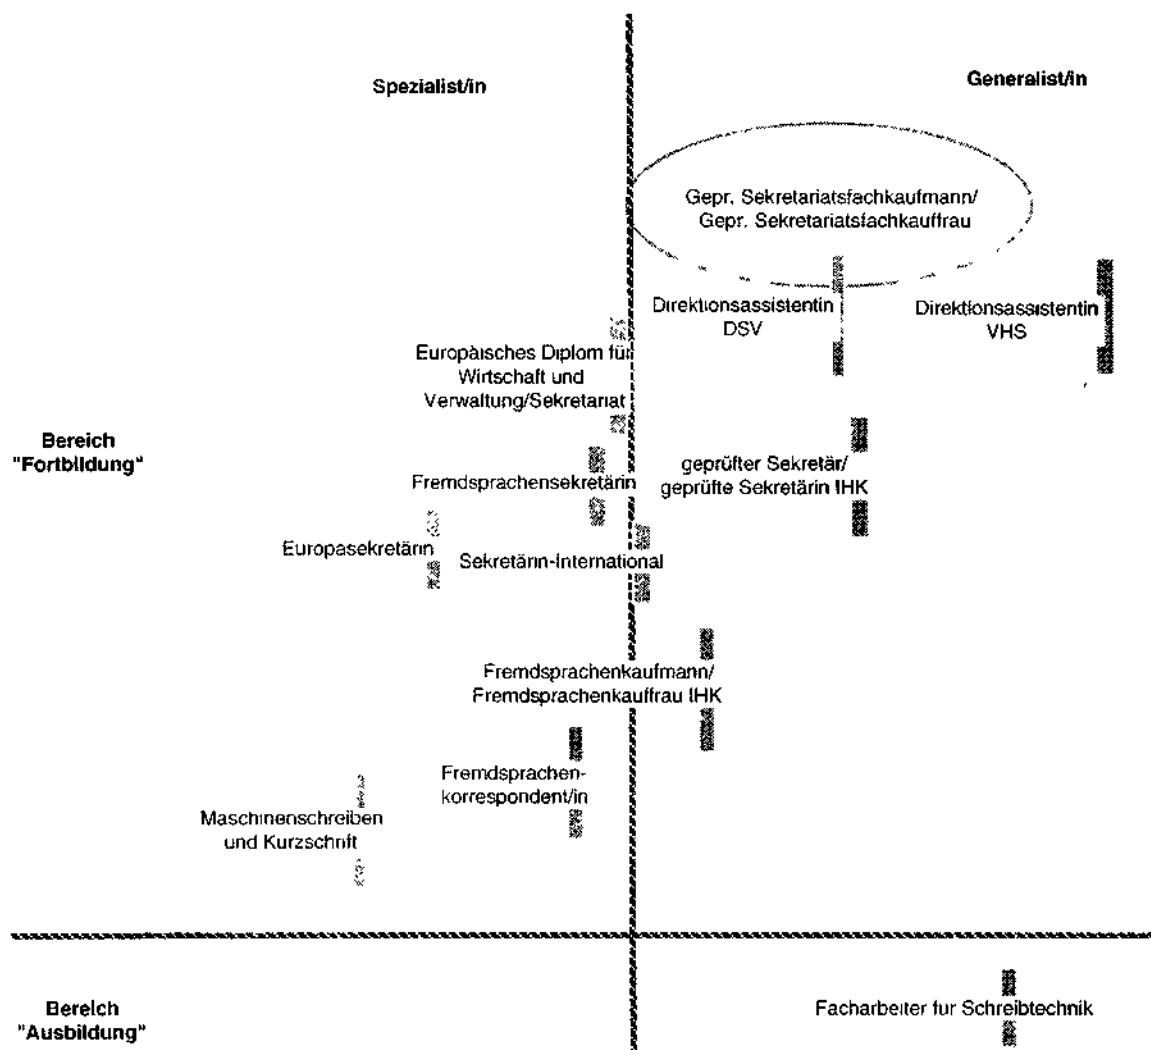 Spezialist/in
Generalist/in
Gepr. Sekretariatsfachkaufmann/
Gepr. Sekretariatsfachkauffrau
Direktionsassistentin
DSV
Direktionsassistentin
VHS
Europäisches Diplom für
Wirtschaft und
Verwaltung/Sekretariat
Bereich
"Fortbildung"
Fremdsprachensekretärin
geprüfter Sekretär/
geprüfte Sekretärin IHK
Europasekretärin
Sekretärin-International
Fremdsprachenkaufmann/
Fremdsprachenkauffrau IHK
Fremdsprachen-
korrespondent/in
Maschinenschreiben
und Kurzschrift
Bereich
"Ausbildung"
Facharbeiter für Schreibtechnik